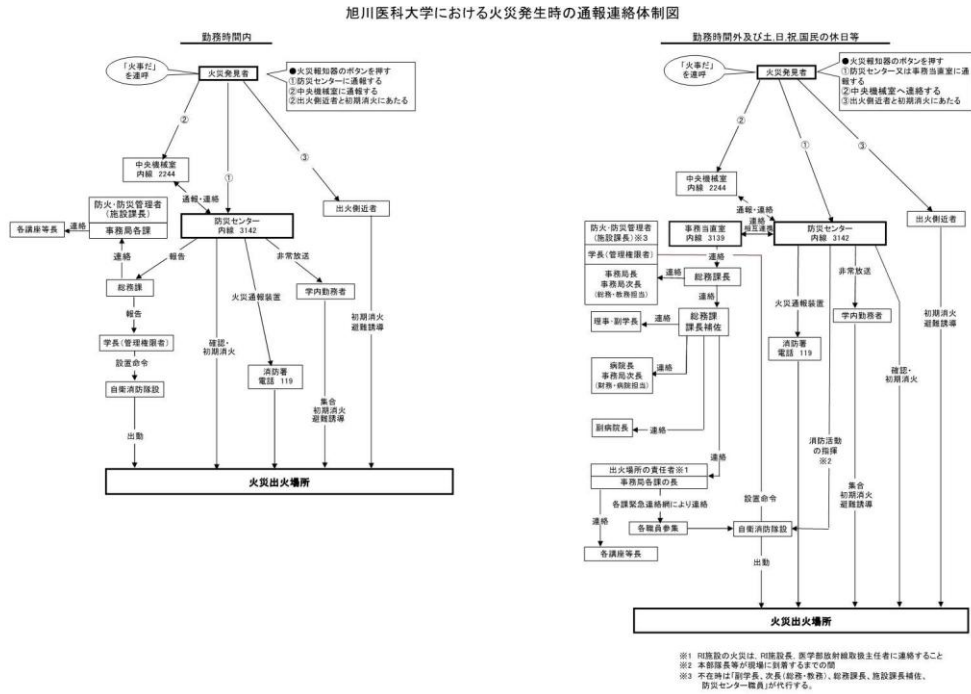 旭川医科大学における火災発生時の通報連絡体制図
勤務時間内
「火事だ」
を連呼
火災発見者
●火災報知器のボタンを押す
①防災センターに通報する
②中央機械室に通報する
②出火側近者と初期消火にあたる
②
①
③
中央機械室
内線 2244
通報・連絡
防火・防災管理者
(施設課長)
事務局各課
連絡
各講座等長
防災センター
内線 3142
出火側近者
連絡
報告
非常放送
総務課
学内勤務者
火災通報装置
報告
初期消火
避難誘導
学長(管理権限者)
確認・
初期消火
設置命令
消防署
電話 119
自衛消防隊設
集合
初期消火
避難誘導
出動
火災出火場所
勤務時間外及び土,日,祝,国民の休日等
「火事だ」
を連呼
火災発見者
●火災報知器のボタンを押す
①防災センター又は事務当直室に通
報する
②中央機械室へ連絡する
③出火側近者と初期消火にあたる
②
①
③
中央機械室
内線 2244
通報・連絡
出火側近者
防火・防災管理者
(施設課長)※3
学長(管理権限者)
事務局長
事務局次長
(総務・教務担当)
事務当直室
内線 3139
連絡
相互連携
防災センター
内線 3142
連絡
非常放送
連絡
総務課長
火災通報装置
連絡
学内勤務者
初期消火
避難誘導
理事・副学長
連絡
総務課
課長補佐
消防署
電話 119
病院長
事務局次長
(財務・病院担当)
連絡
確認・
初期消火
副病院長
連絡
消防活動
の指揮
※2
連絡
出火場所の責任者※1
事務局各課の長
設置命令
集合
初期消火
避難誘導
各課緊急連絡網により連絡
連絡
各職員参集
自衛消防隊設
各講座等長
出動
火災出火場所
※1 RI施設の火災は、RI施設長、医学部放射線取扱主任者に連絡すること
※2 本部隊長等が現場に到着するまでの間
※3 不在時は「副学長、次長(総務・教務)、総務課長、施設課長補佐、
防災センター職員」が代行する。